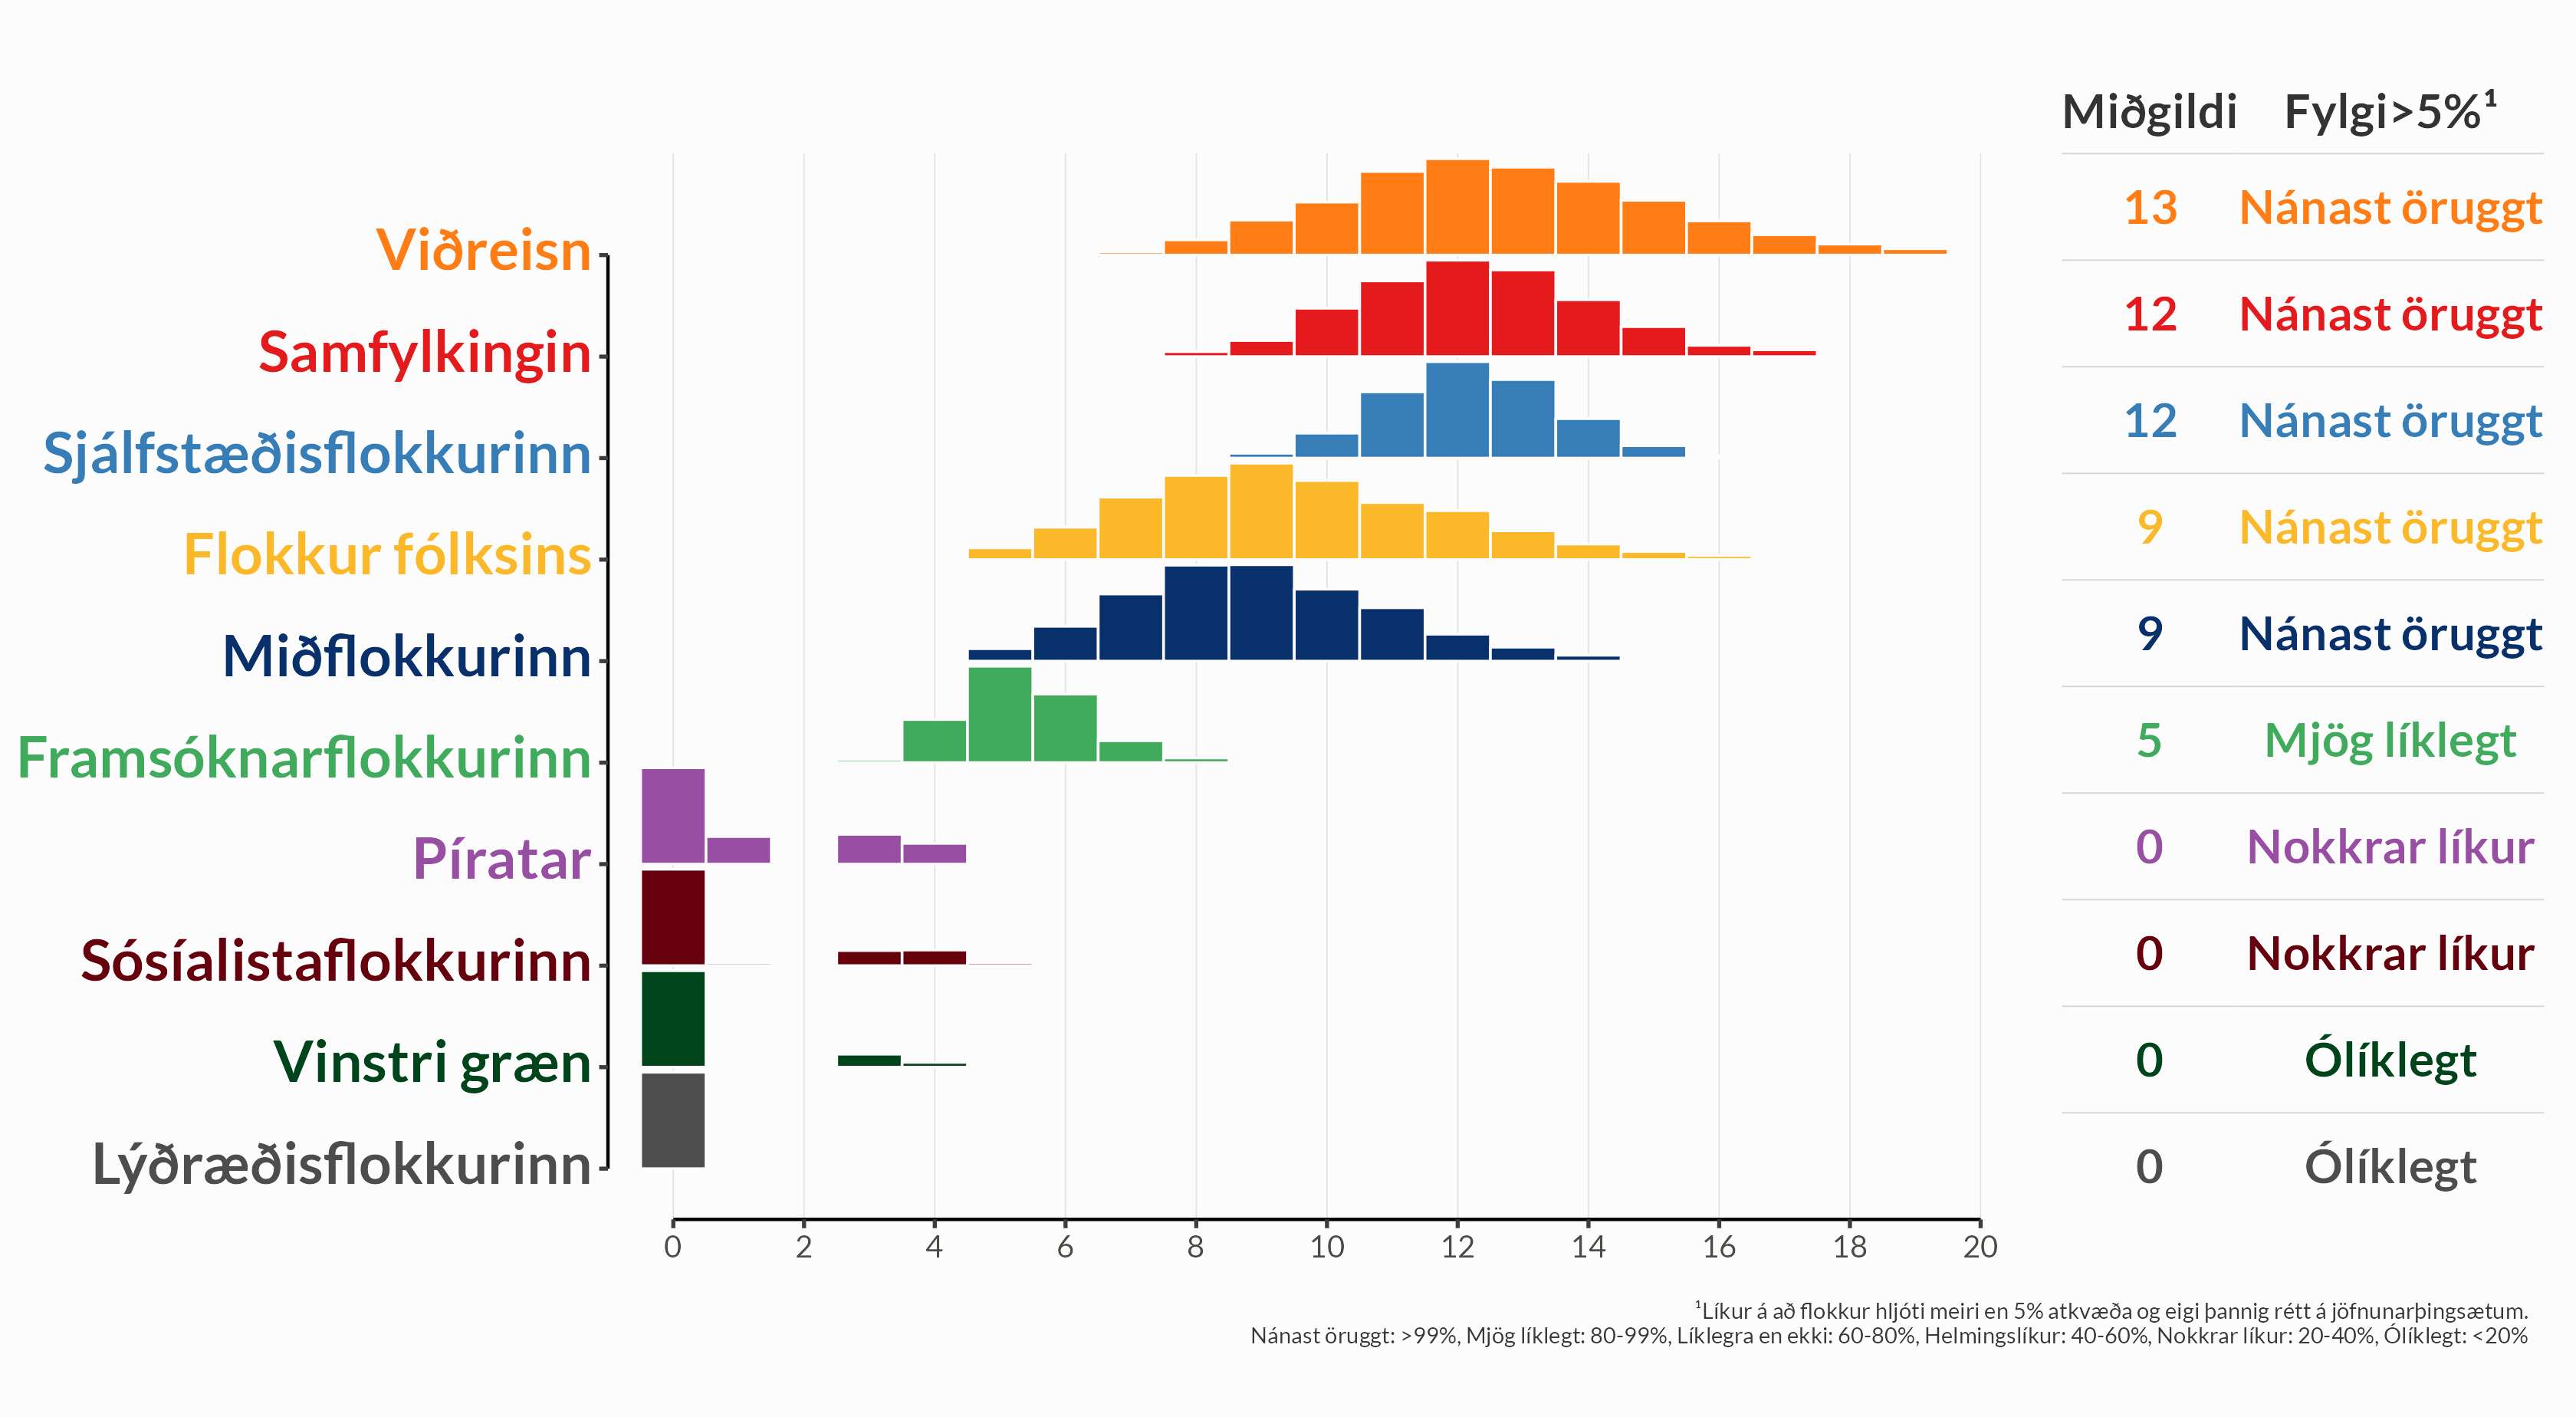 Miðgildi Fylgi>5%¹
Viðreisn 13 Nánast öruggt
Samfylkingin 12 Nánast öruggt
Sjálfstæðisflokkurinn 12 Nánast öruggt
Flokkur fólksins 9 Nánast öruggt
Miðflokkurinn 9 Nánast öruggt
Framsóknarflokkurinn 5 Mjög líklegt
Píratar 0 Nokkrar líkur
Sósíalistaflokkurinn 0 Nokkrar líkur
Vinstri græn 0 Ólíklegt
Lýðræðisflokkurinn 0 Ólíklegt
0 2 4 6 8 10 12 14 16 18 20
¹Líkur á að flokkur hljóti meiri en 5% atkvæða og eigi þannig rétt á jöfnunarþingsætum.
Nánast öruggt: >99%, Mjög líklegt: 80-99%, Líklegra en ekki: 60-80%, Helmingslíkur: 40-60%, Nokkrar líkur: 20-40%, Ólíklegt: <20%